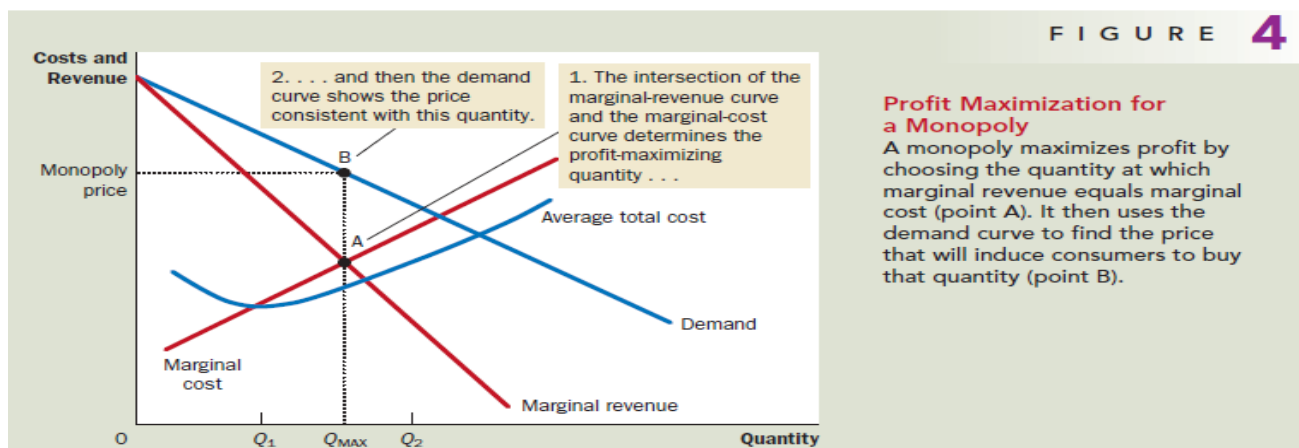 FIGURE 4
Costs and
Revenue
2. . . . and then the demand
curve shows the price
consistent with this quantity.
1. The intersection of the
marginal-revenue curve
and the marginal-cost
curve determines the
profit-maximizing
quantity . . .
B
Monopoly
price
A
Average total cost
Demand
Marginal
cost
Marginal revenue
O
Q1
QMAX
Q2
Quantity
Profit Maximization for
a Monopoly
A monopoly maximizes profit by
choosing the quantity at which
marginal revenue equals marginal
cost (point A). It then uses the
demand curve to find the price
that will induce consumers to buy
that quantity (point B).